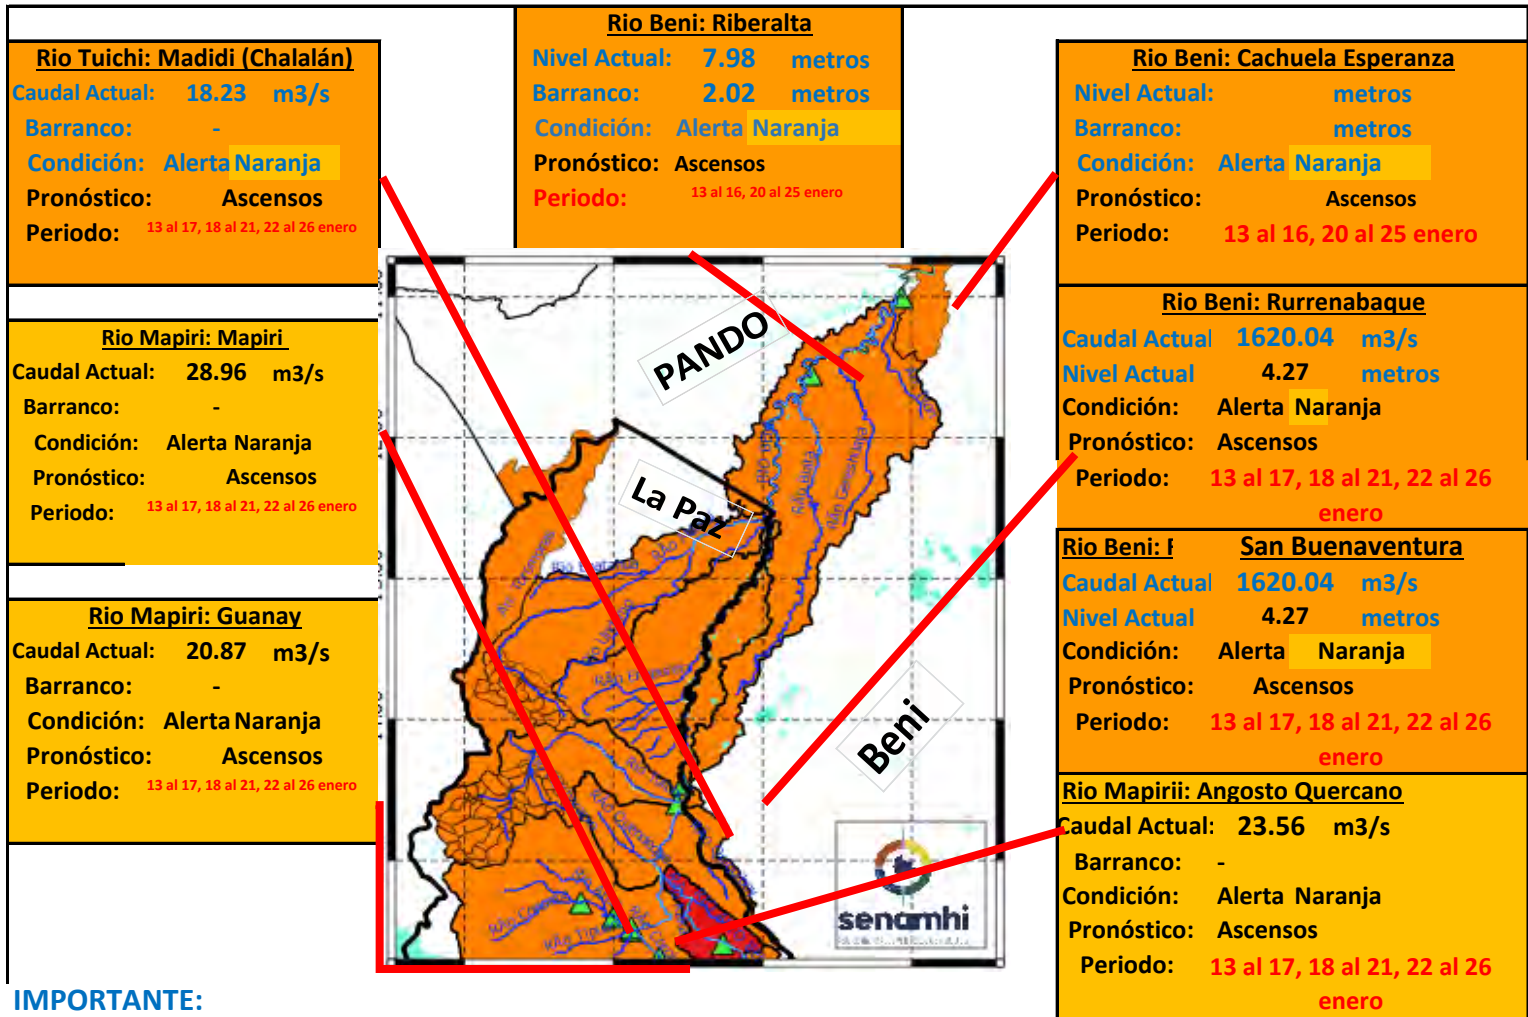 Rio Beni: Riberalta
Nivel Actual: 7.98 metros
Barranco: 2.02 metros
Condición: Alerta Naranja
Pronóstico: Ascensos
Periodo: 13 al 16, 20 al 25 enero
Rio Tuichi: Madidi (Chalalán)
Caudal Actual: 18.23 m3/s
Barranco: -
Condición: Alerta Naranja
Pronóstico: Ascensos
Periodo: 13 al 17, 18 al 21, 22 al 26 enero
Rio Mapiri: Mapiri
Caudal Actual: 28.96 m3/s
Barranco: -
Condición: Alerta Naranja
Pronóstico: Ascensos
Periodo: 13 al 17, 18 al 21, 22 al 26 enero
Rio Mapiri: Guanay
Caudal Actual: 20.87 m3/s
Barranco: -
Condición: Alerta Naranja
Pronóstico: Ascensos
Periodo: 13 al 17, 18 al 21, 22 al 26 enero
PANDO
La Paz
Beni
senamhi
Rio Beni: Cachuela Esperanza
Nivel Actual: metros
Barranco: metros
Condición: Alerta Naranja
Pronóstico: Ascensos
Periodo: 13 al 16, 20 al 25 enero
Rio Beni: Rurrenabaque
Caudal Actual 1620.04 m3/s
Nivel Actual 4.27 metros
Condición: Alerta Naranja
Pronóstico: Ascensos
Periodo: 13 al 17, 18 al 21, 22 al 26
enero
Rio Beni: San Buenaventura
Caudal Actual 1620.04 m3/s
Nivel Actual 4.27 metros
Condición: Alerta Naranja
Pronóstico: Ascensos
Periodo: 13 al 17, 18 al 21, 22 al 26
enero
Rio Mapirii: Angosto Quercano
Caudal Actual: 23.56 m3/s
Barranco: -
Condición: Alerta Naranja
Pronóstico: Ascensos
Periodo: 13 al 17, 18 al 21, 22 al 26
enero
IMPORTANTE: